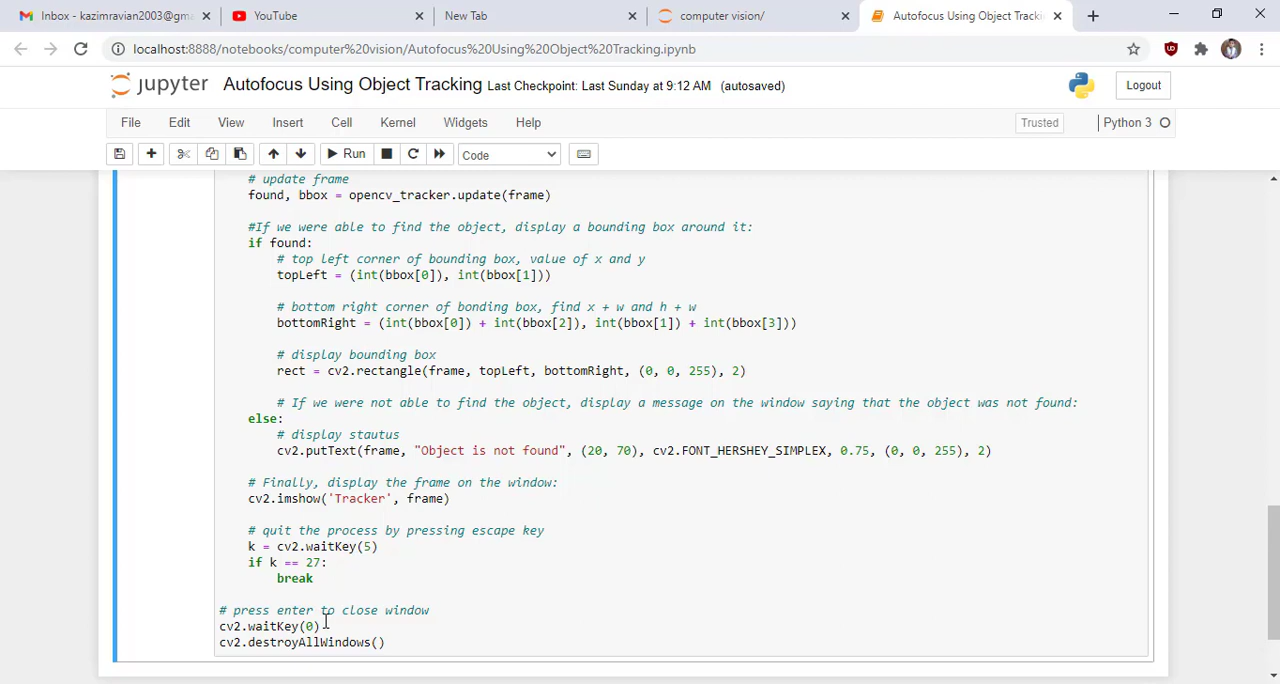 Inbox - kazimravian2003@gma
YouTube
New Tab
computer vision/
Autofocus Using Object Tracki
localhost:8888/notebooks/computer%20vision/Autofocus%20Using%20Object%20Tracking.ipynb
jupyter Autofocus Using Object Tracking Last Checkpoint: Last Sunday at 9:12 AM (autosaved)
Logout
File Edit View Insert Cell Kernel Widgets Help
Trusted
Python 3
Run
Code
# update frame
found, bbox = opencv_tracker.update(frame)
#If we were able to find the object, display a bounding box around it:
if found:
# top left corner of bounding box, value of x and y
topLeft = (int(bbox[0]), int(bbox[1]))
# bottom right corner of bonding box, find x + w and h + w
bottomRight = (int(bbox[0]) + int(bbox[2]), int(bbox[1]) + int(bbox[3]))
# display bounding box
rect = cv2.rectangle(frame, topLeft, bottomRight, (0, 0, 255), 2)
# If we were not able to find the object, display a message on the window saying that the object was not found:
else:
# display stautus
cv2.putText(frame, "Object is not found", (20, 70), cv2.FONT_HERSHEY_SIMPLEX, 0.75, (0, 0, 255), 2)
# Finally, display the frame on the window:
cv2.imshow('Tracker', frame)
# quit the process by pressing escape key
k = cv2.waitKey(5)
if k == 27:
break
# press enter to close window
cv2.waitKey(0)
cv2.destroyAllWindows()